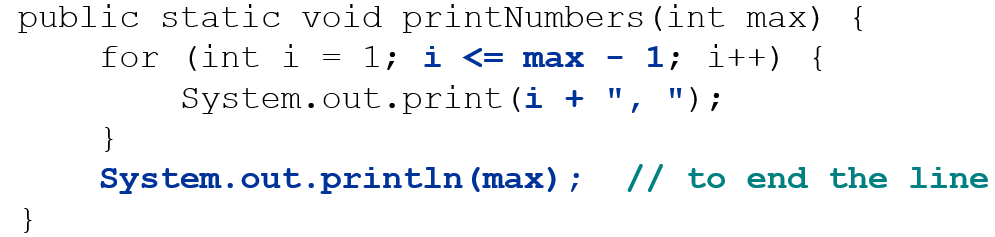 public static void printNumbers(int max) {
    for (int i = 1; i <= max - 1; i++) {
        System.out.print(i + ", ");
    }
    System.out.println(max);  // to end the line
}